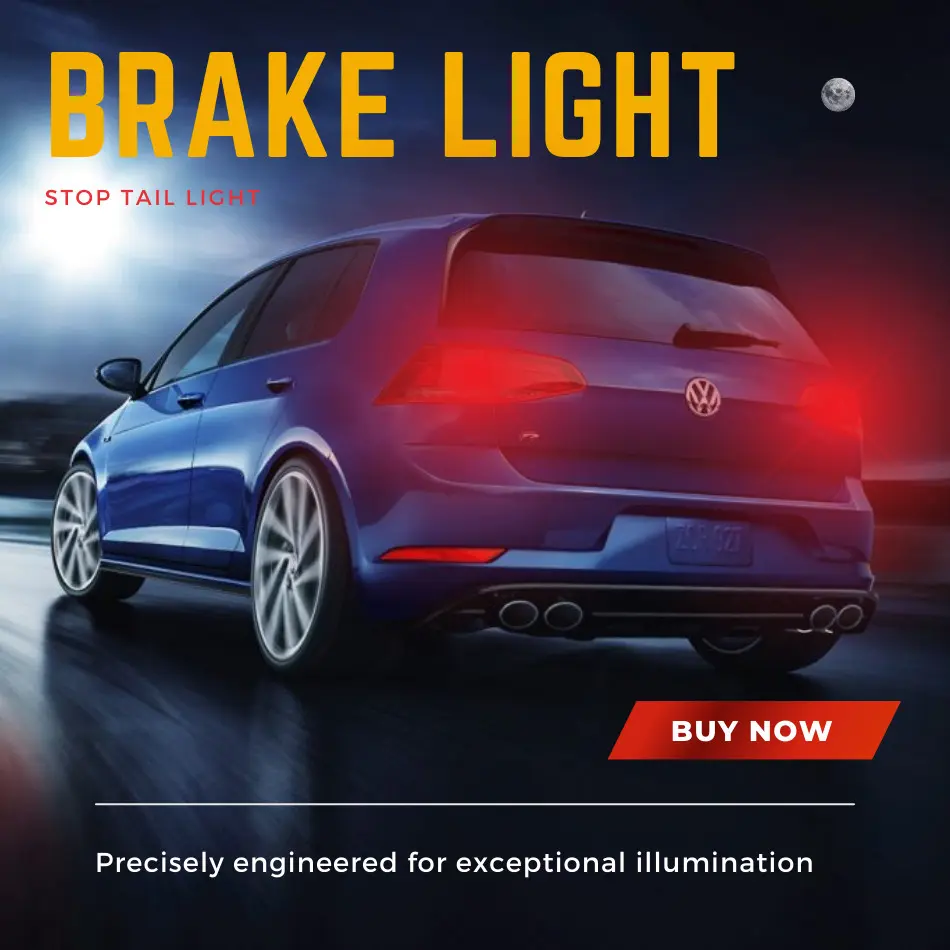 BRAKE LIGHT
STOP TAIL LIGHT
BUY NOW
Precisely engineered for exceptional illumination